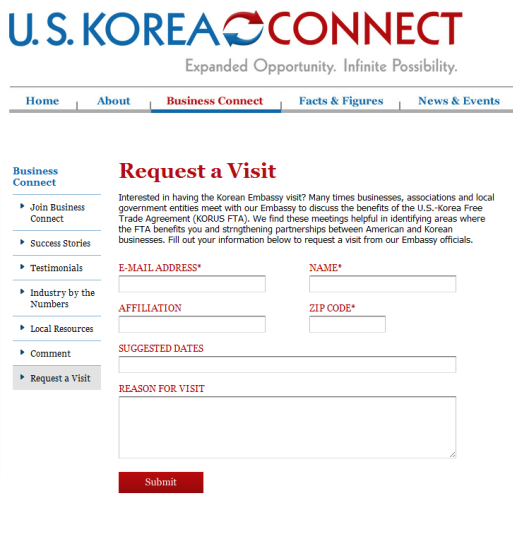 U.S. KOREA CONNECT
Expanded Opportunity. Infinite Possibility.
Home | About | Business Connect | Facts & Figures | News & Events
Business
Connect
Join Business
Connect
Success Stories
Testimonials
Industry by the
Numbers
Local Resources
Comment
Request a Visit
Request a Visit
Interested in having the Korean Embassy visit? Many times businesses, associations and local
government entities meet with our Embassy to discuss the benefits of the U.S.-Korea Free
Trade Agreement (KORUS FTA). We find these meetings helpful in identifying areas where
the FTA benefits you and strngthening partnerships between American and Korean
businesses. Fill out your information below to request a visit from our Embassy officials.
E-MAIL ADDRESS*
NAME*
AFFILIATION
ZIP CODE*
SUGGESTED DATES
REASON FOR VISIT
Submit